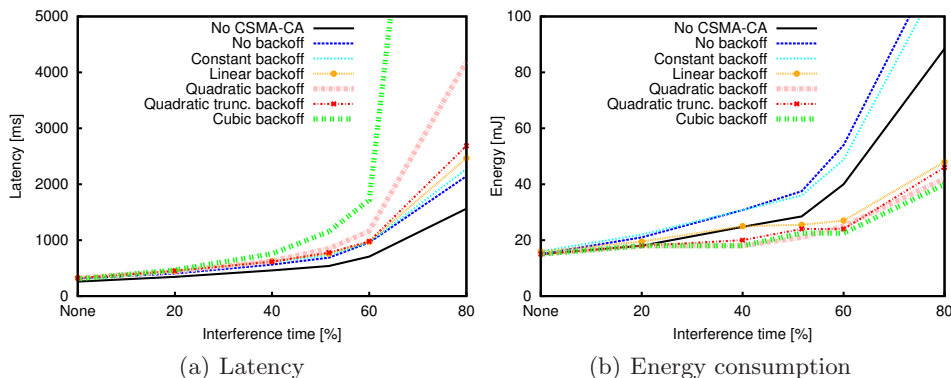 5000
4000
3000
2000
1000
0
Latency [ms]
No CSMA-CA
No backoff
Constant backoff
Linear backoff
Quadratic backoff
Quadratic trunc. backoff
Cubic backoff
None 20 40 60 80
Interference time [%]
(a) Latency
100
80
60
40
20
0
Energy [mJ]
No CSMA-CA
No backoff
Constant backoff
Linear backoff
Quadratic backoff
Quadratic trunc. backoff
Cubic backoff
None 20 40 60 80
Interference time [%]
(b) Energy consumption